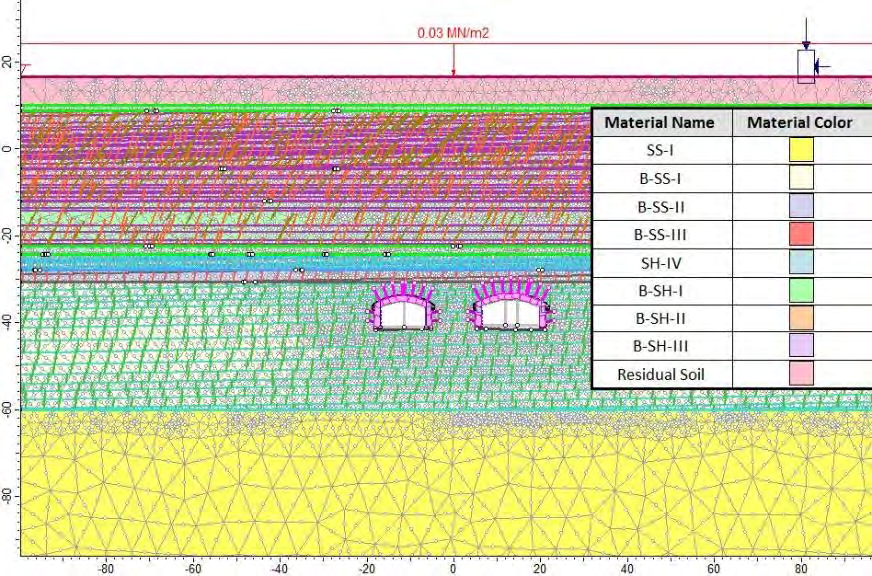 0.03 MN/m2
20
0
-20
-40
-60
-80
Material Name Material Color
SS-I
B-SS-I
B-SS-II
B-SS-III
SH-IV
B-SH-I
B-SH-II
B-SH-III
Residual Soil
-80 -60 -40 -20 0 20 40 60 80